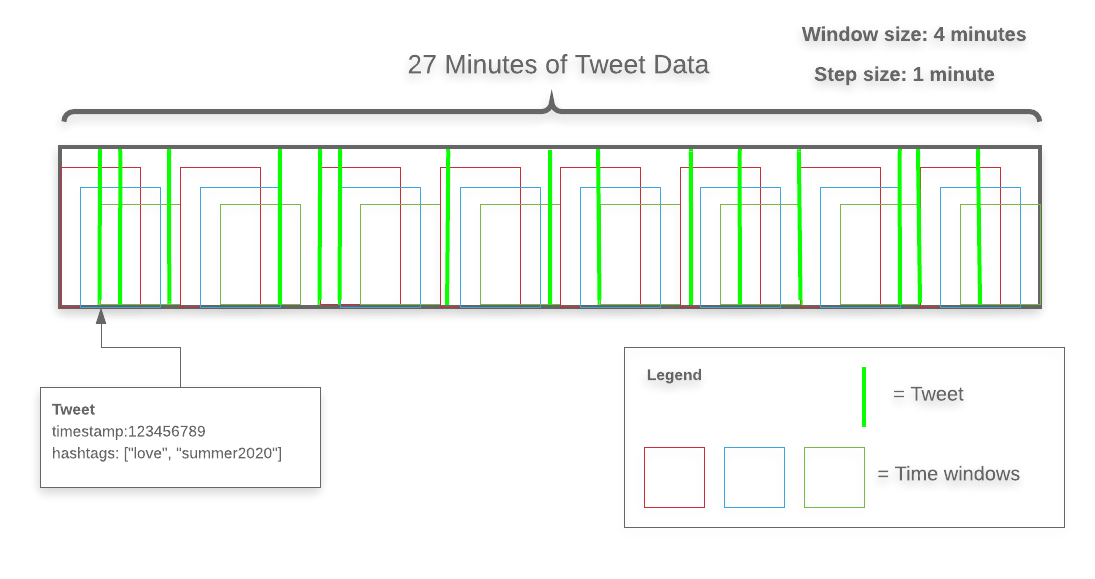 Window size: 4 minutes
27 Minutes of Tweet Data
Step size: 1 minute
Tweet
timestamp:123456789
hashtags: ["love", "summer2020"]
Legend
= Tweet
= Time windows